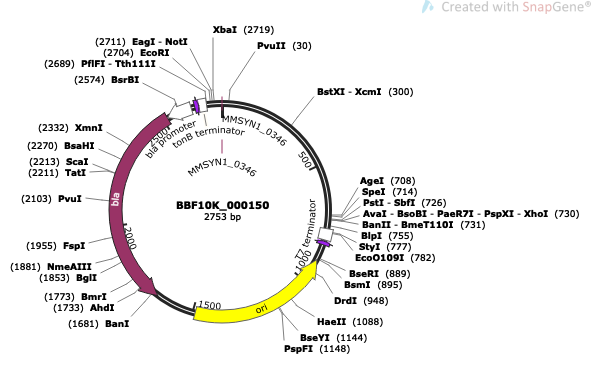 Created with SnapGene®
XbaI (2719)
(2711) EagI - NotI
PvuII (30)
(2704) EcoRI
(2689) PflFI - Tth111I
(2574) BsrBI
BstXI - XcmI (300)
(2332) XmnI
(2270) BsaHI
(2213) ScaI
(2211) TatI
(2103) PvuI
(1955) FspI
(1881) NmeAIII
(1853) BglI
(1773) BmrI
(1733) AhdI
(1681) BanI
AgeI (708)
SpeI (714)
PstI - SbfI (726)
AvaI - BsoBI - PaeR7I - PspXI - XhoI (730)
BanII - BmeT110I (731)
BlpI (755)
StyI (777)
EcoO109I (782)
BseRI (889)
BsmI (895)
DrdI (948)
HaeII (1088)
BseYI (1144)
PspFI (1148)
MMSYN1_0346
MMSYN1_0346
tonB terminator
bla promoter
bla
T7 terminator
ori
500
1000
1500
2000
2500
BBF10K_000150
2753 bp